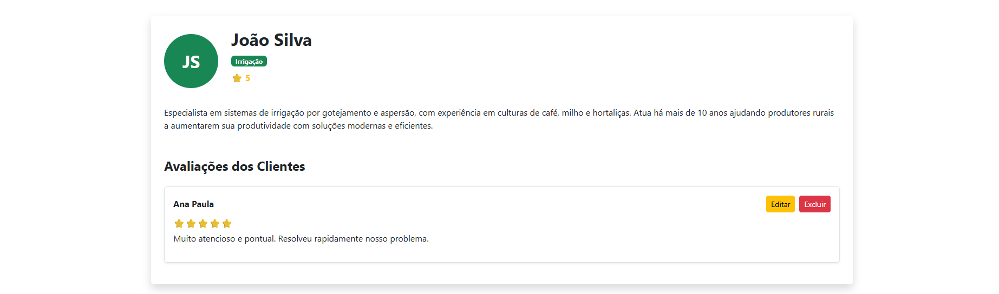 JS
João Silva
Irrigação
⭐ 5
Especialista em sistemas de irrigação por gotejamento e aspersão, com experiência em culturas de café, milho e hortaliças. Atua há mais de 10 anos ajudando produtores rurais
a aumentarem sua produtividade com soluções modernas e eficientes.
Avaliações dos Clientes
Ana Paula
Editar
Excluir
⭐⭐⭐⭐⭐
Muito atencioso e pontual. Resolveu rapidamente nosso problema.